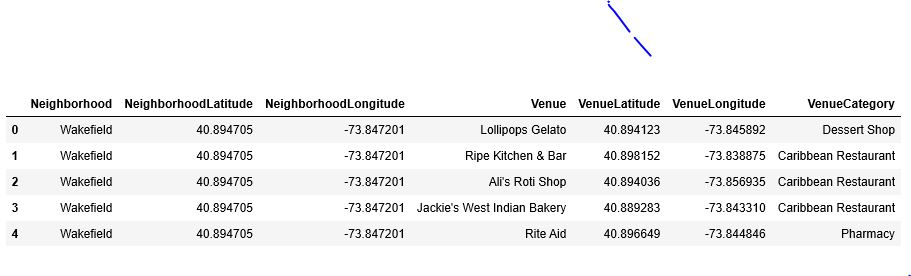 Neighborhood NeighborhoodLatitude NeighborhoodLongitude Venue VenueLatitude VenueLongitude VenueCategory
0 Wakefield 40.894705 -73.847201 Lollipops Gelato 40.894123 -73.845892 Dessert Shop
1 Wakefield 40.894705 -73.847201 Ripe Kitchen & Bar 40.898152 -73.838875 Caribbean Restaurant
2 Wakefield 40.894705 -73.847201 Ali's Roti Shop 40.894036 -73.856935 Caribbean Restaurant
3 Wakefield 40.894705 -73.847201 Jackie's West Indian Bakery 40.889283 -73.843310 Caribbean Restaurant
4 Wakefield 40.894705 -73.847201 Rite Aid 40.896649 -73.844846 Pharmacy